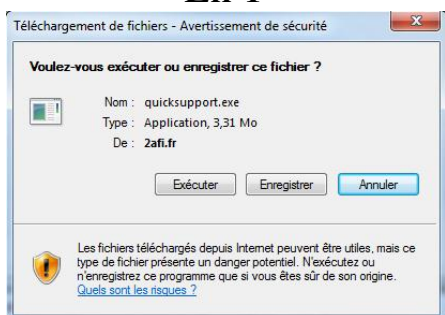 Téléchargement de fichiers - Avertissement de sécurité
Voulez-vous exécuter ou enregistrer ce fichier ?
Nom : quicksupport.exe
Type : Application, 3,31 Mo
De : 2afi.fr
Exécuter Enregistrer Annuler
Les fichiers téléchargés depuis Internet peuvent être utiles, mais ce
type de fichier présente un danger potentiel. N'exécutez ou
n'enregistrez ce programme que si vous êtes sûr de son origine.
Quels sont les risques ?